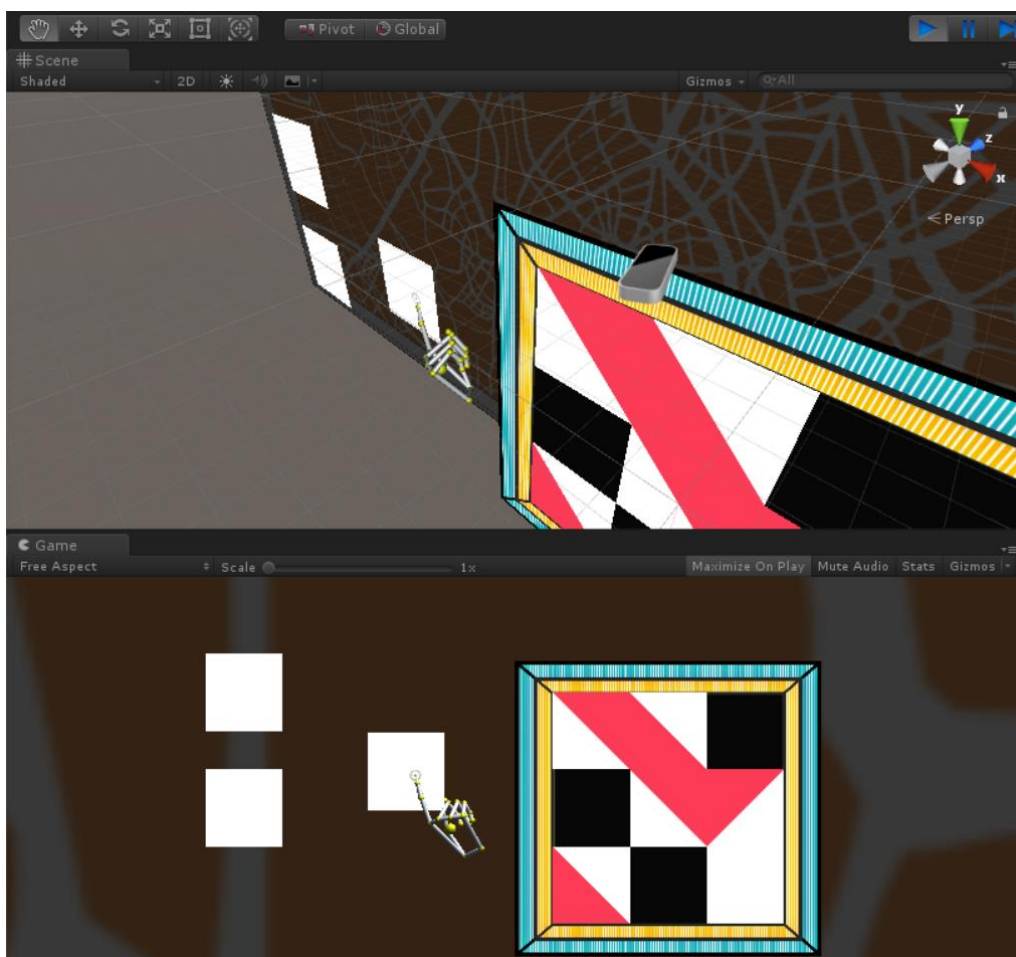 Pivot Global
Scene
Shaded 2D Gizmos All
y
z
x
Persp
Game
Free Aspect Scale 1x Maximize On Play Mute Audio Stats Gizmos